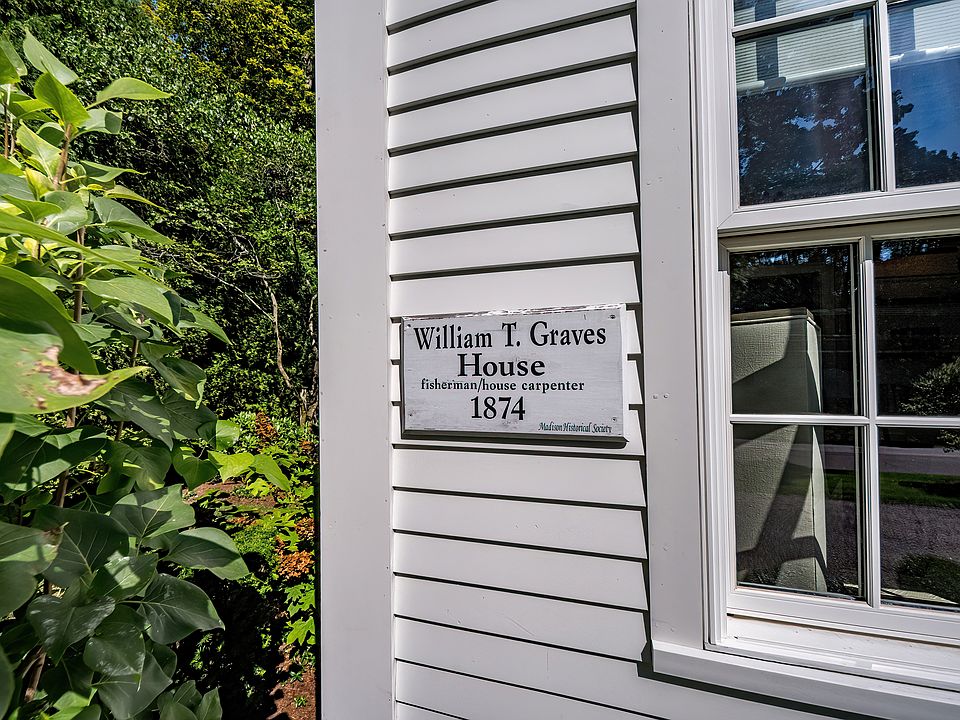 William T. Graves
House
fisherman/house carpenter
1874
Madison Historical Society